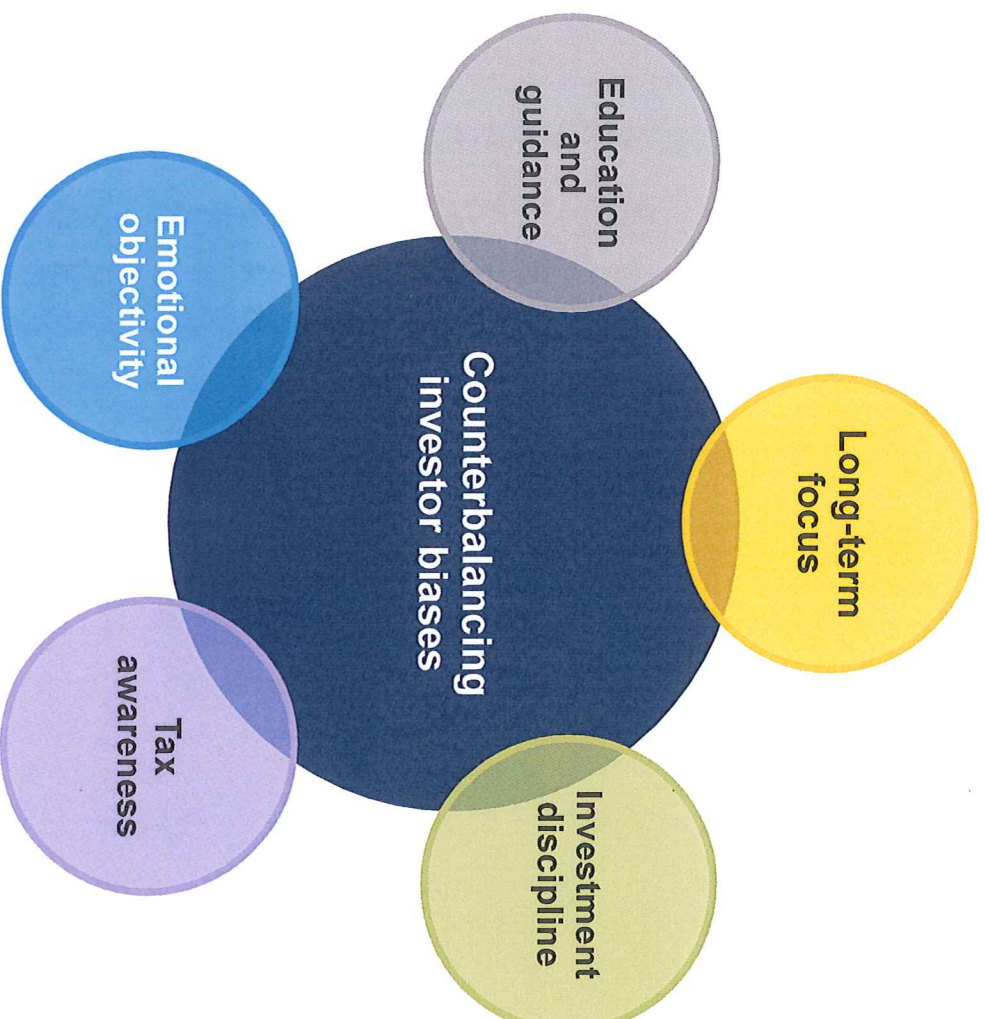 Long-term
focus
Investment
discipline
Tax
awareness
Emotional
objectivity
Education
and
guidance
Counterbalancing
investor biases